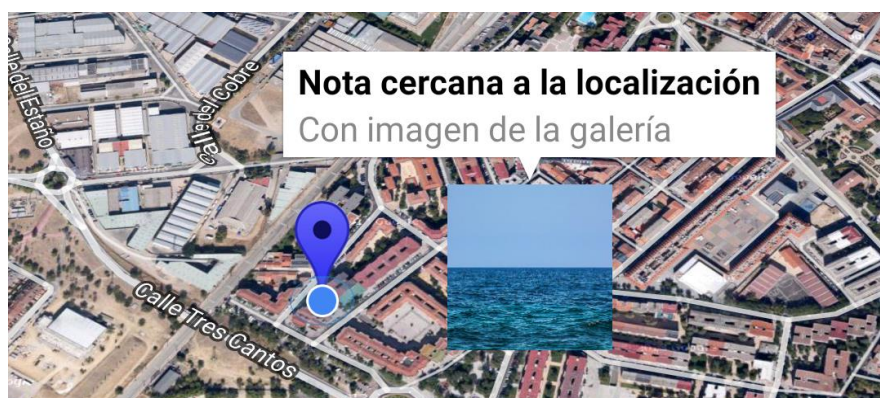 Nota cercana a la localización
Con imagen de la galería
Calle del Estaño
Calle del Cobre
Calle Tres Cantos